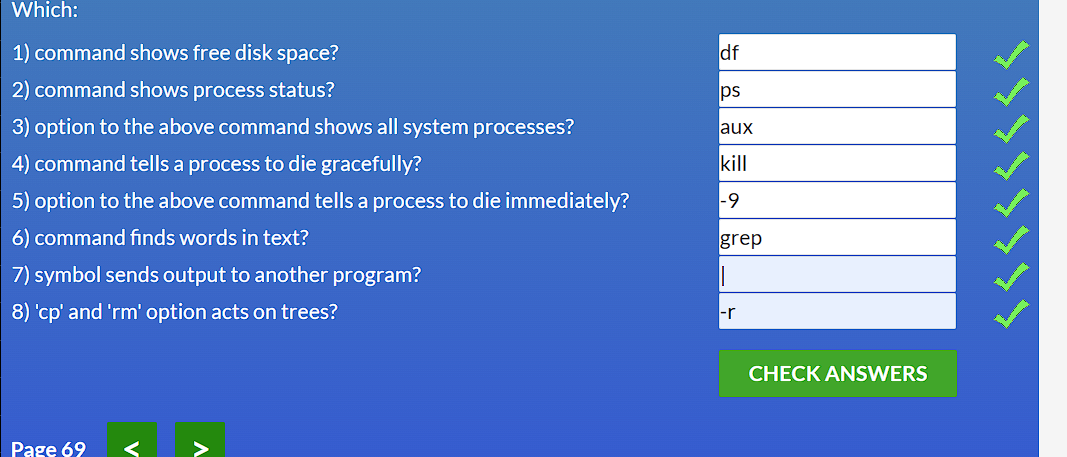 Which:
1) command shows free disk space? df
2) command shows process status? ps
3) option to the above command shows all system processes? aux
4) command tells a process to die gracefully? kill
5) option to the above command tells a process to die immediately? -9
6) command finds words in text? grep
7) symbol sends output to another program? |
8) 'cp' and 'rm' option acts on trees? -r
CHECK ANSWERS
Page 69 < >